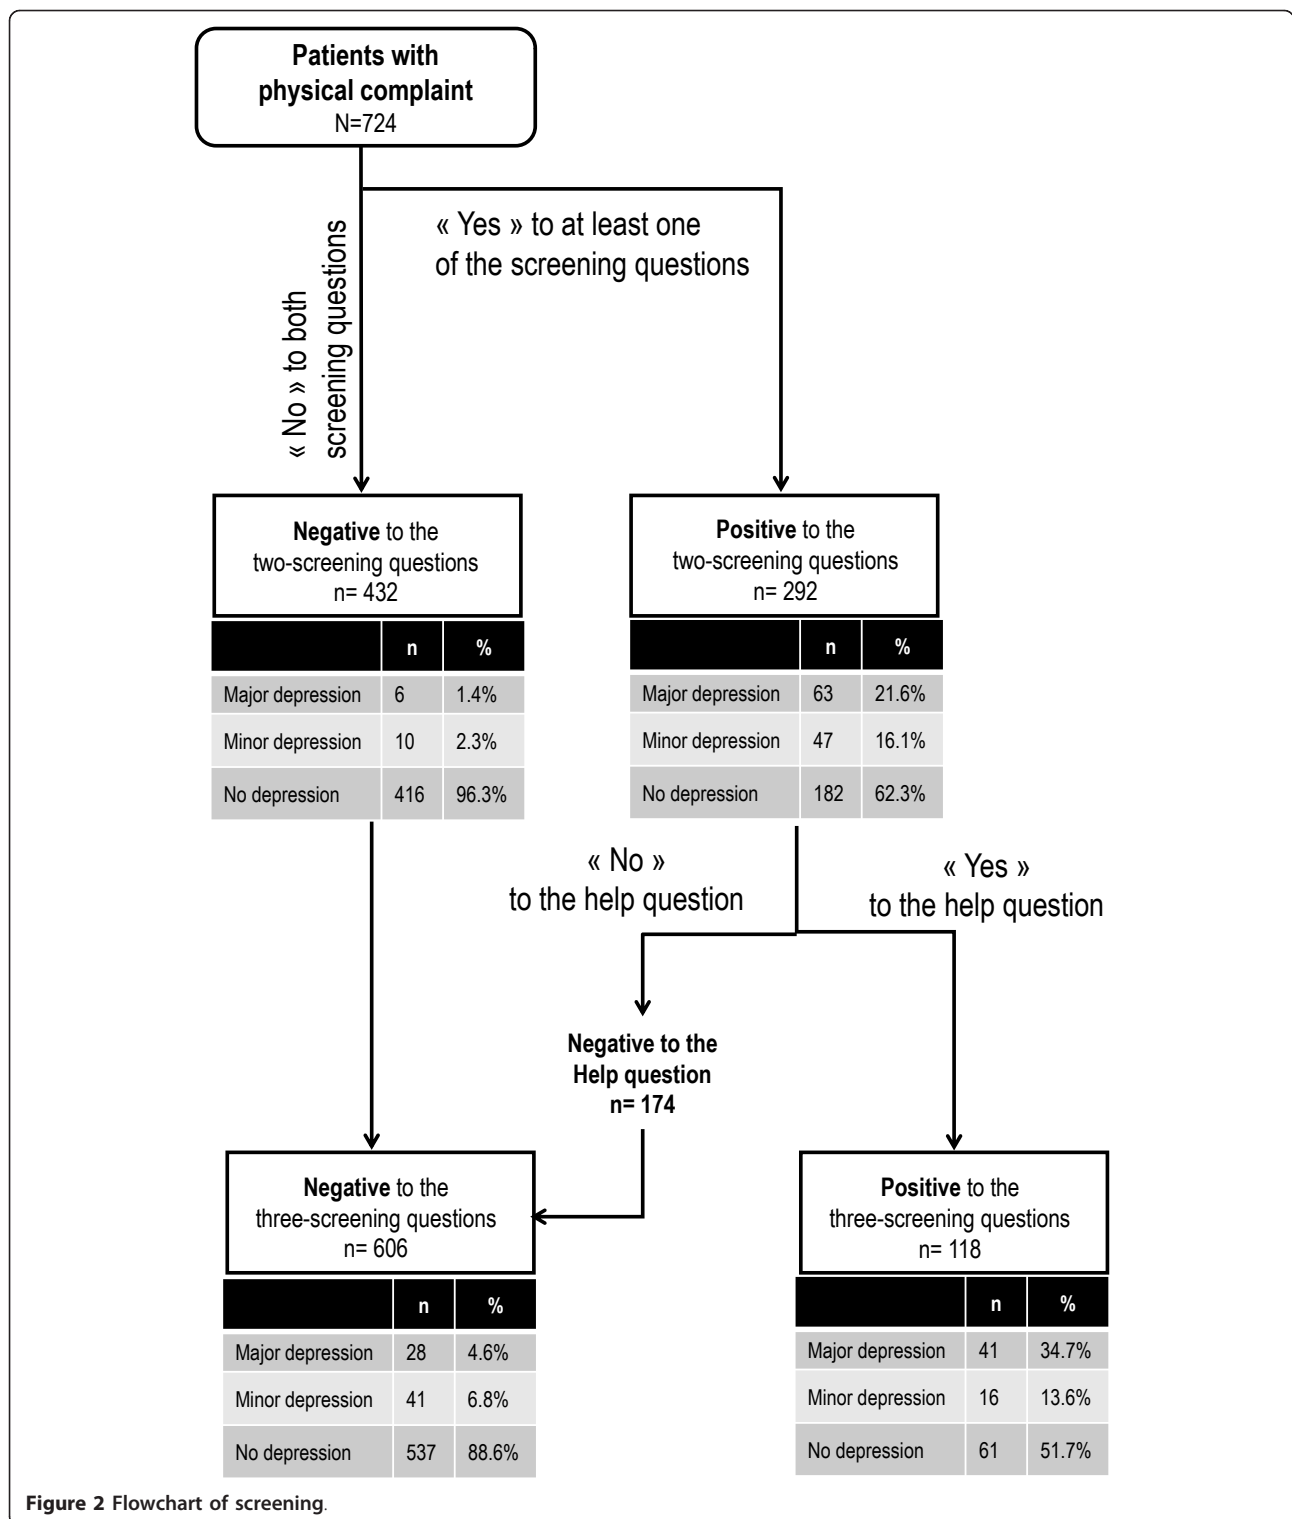 Patients with
physical complaint
N=724
« No » to both
screening questions
« Yes » to at least one
of the screening questions
Negative to the
two-screening questions
n= 432
n %
Major depression 6 1.4%
Minor depression 10 2.3%
No depression 416 96.3%
Positive to the
two-screening questions
n= 292
n %
Major depression 63 21.6%
Minor depression 47 16.1%
No depression 182 62.3%
« No »
to the help question
« Yes »
to the help question
Negative to the
Help question
n= 174
Negative to the
three-screening questions
n= 606
n %
Major depression 28 4.6%
Minor depression 41 6.8%
No depression 537 88.6%
Positive to the
three-screening questions
n= 118
n %
Major depression 41 34.7%
Minor depression 16 13.6%
No depression 61 51.7%
Figure 2 Flowchart of screening.